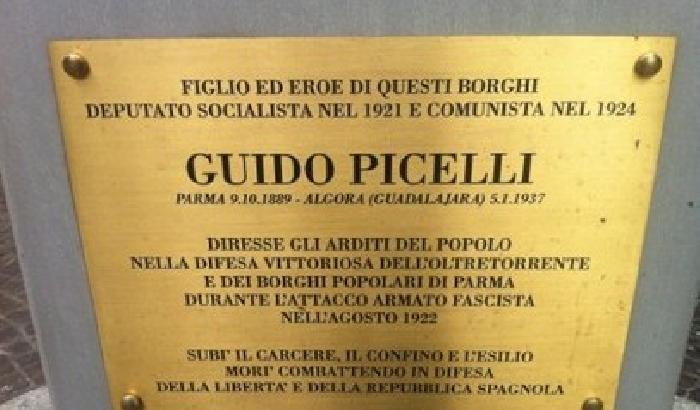 FIGLIO ED EROE DI QUESTI BORGHI
DEPUTATO SOCIALISTA NEL 1921 E COMUNISTA NEL 1924
GUIDO PICELLI
PARMA 9.10.1889 - ALGORA (GUADALAJARA) 5.1.1937
DIRESSE GLI ARDITI DEL POPOLO
NELLA DIFESA VITTORIOSA DELL'OLTRETORRENTE
E DEI BORGHI POPOLARI DI PARMA
DURANTE L'ATTACCO ARMATO FASCISTA
NELL'AGOSTO 1922
SUBI' IL CARCERE, IL CONFINO E L'ESILIO
MORI' COMBATTENDO IN DIFESA
DELLA LIBERTA' E DELLA REPUBBLICA SPAGNOLA